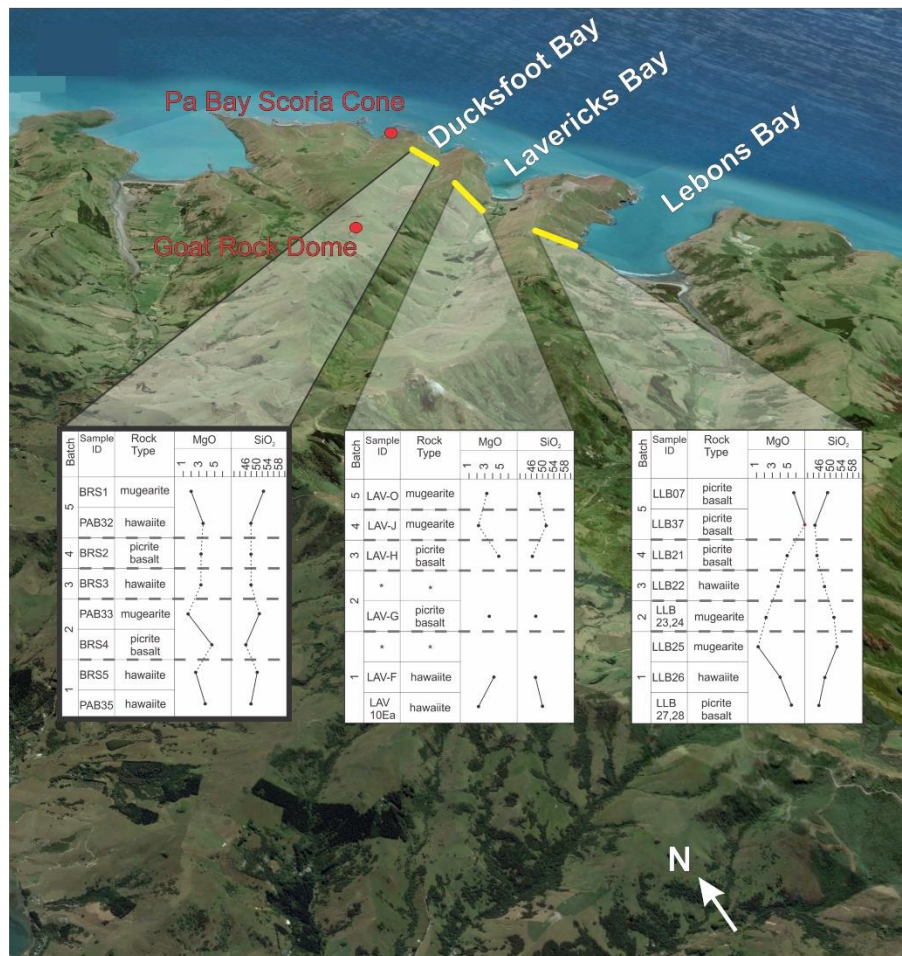 Pa Bay Scoria Cone
Ducksfoot Bay
Lavericks Bay
Lebons Bay
Goat Rock Dome
Batch
Sample ID
Rock Type
MgO
SiO2
1 3 5
46 50 54 58
5
BRS1 mugearite
PAB32 hawaiite
4
BRS2 picrite basalt
3
BRS3 hawaiite
2
PAB33 mugearite
BRS4 picrite basalt
1
BRS5 hawaiite
PAB35 hawaiite
Batch
Sample ID
Rock Type
MgO
SiO2
1 3 5
46 50 54 58
5
LAV-O mugearite
4
LAV-J mugearite
3
LAV-H picrite basalt
2
* *
LAV-G picrite basalt
1
* *
LAV-F hawaiite
LAV 10Ea hawaiite
Batch
Sample ID
Rock Type
MgO
SiO2
1 3 5
46 50 54 58
5
LLB07 picrite basalt
LLB37 picrite basalt
4
LLB21 picrite basalt
3
LLB22 hawaiite
2
LLB 23,24 mugearite
1
LLB25 mugearite
LLB26 hawaiite
LLB 27,28 picrite basalt
N